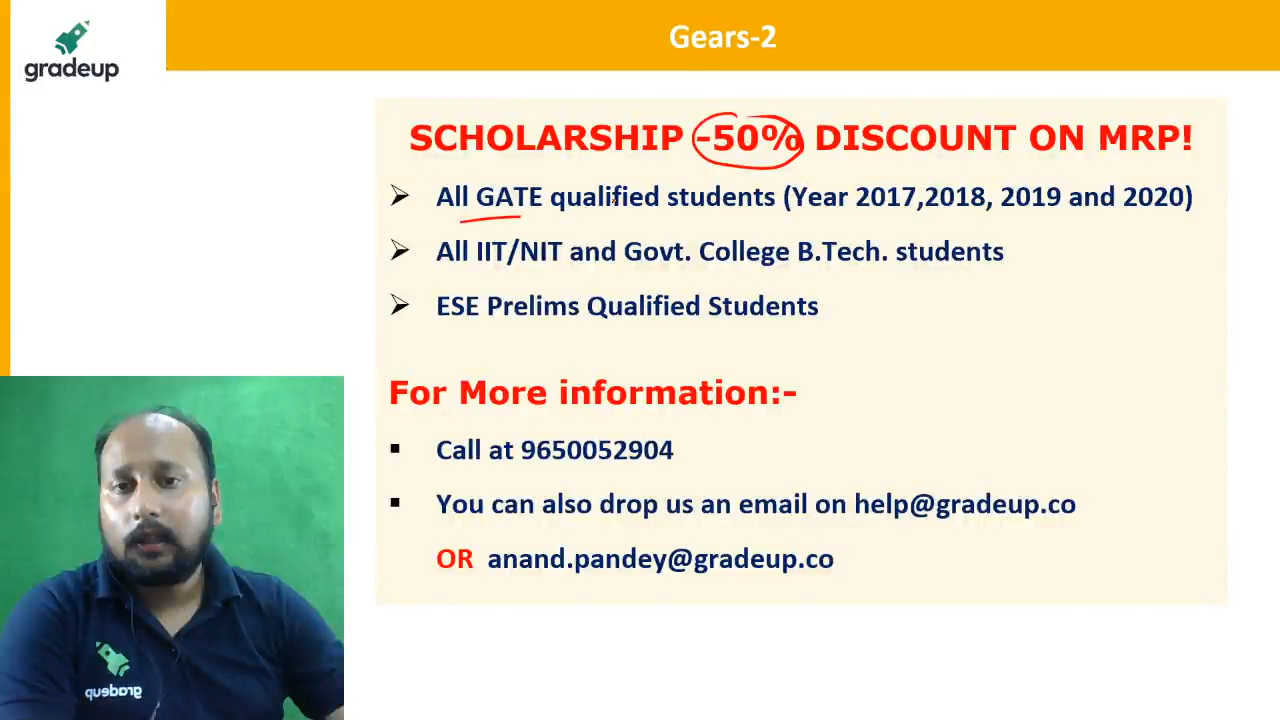 gradeup
Gears-2
SCHOLARSHIP -50% DISCOUNT ON MRP!
All GATE qualified students (Year 2017,2018, 2019 and 2020)
All IIT/NIT and Govt. College B.Tech. students
ESE Prelims Qualified Students
For More information:-
Call at 9650052904
You can also drop us an email on help@gradeup.co
OR anand.pandey@gradeup.co
gradeup